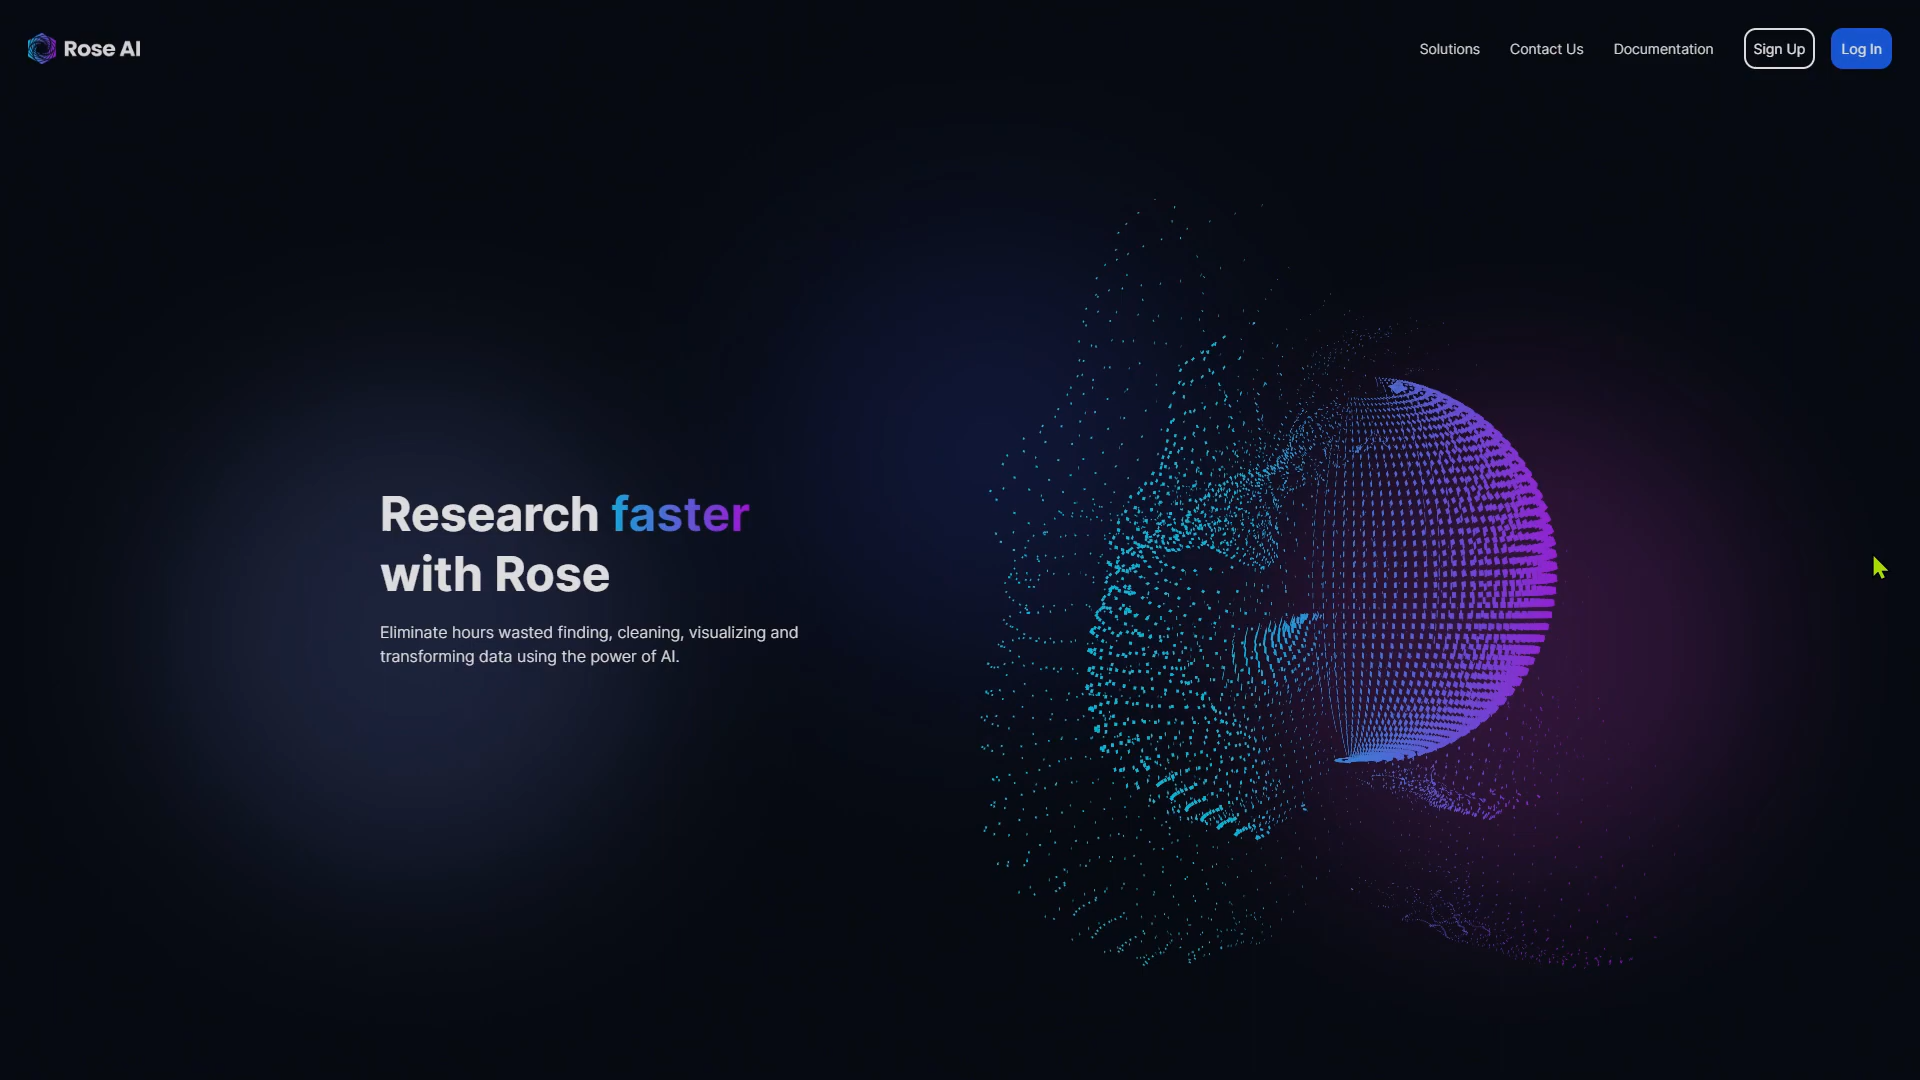 Rose AI
Solutions
Contact Us
Documentation
Sign Up
Log In
Research faster
with Rose
Eliminate hours wasted finding, cleaning, visualizing and
transforming data using the power of AI.